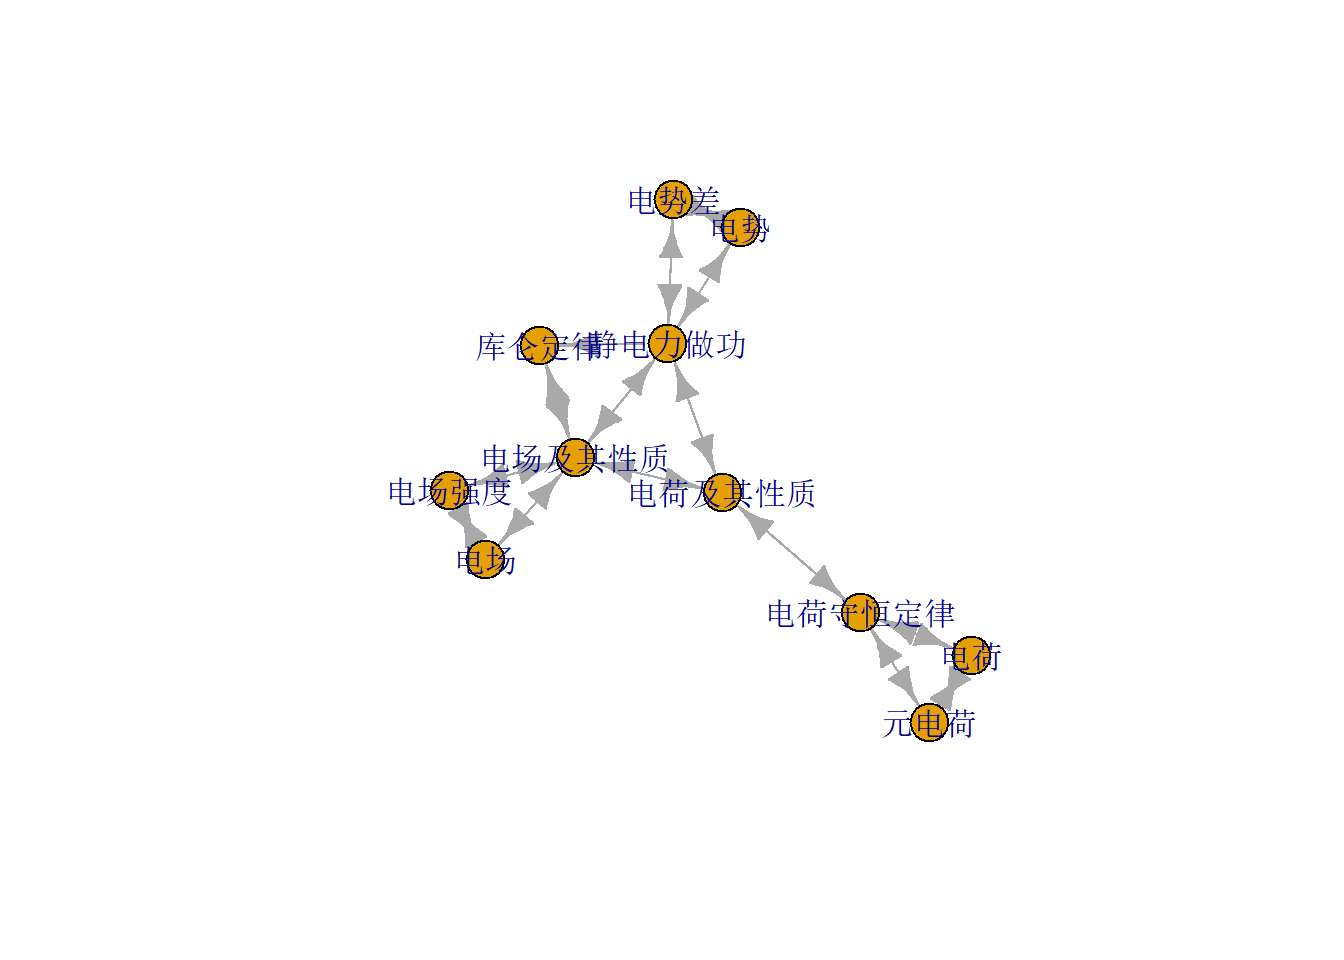 电势差
电势
库仑定律
静电力做功
电场及其性质
电场强度
电荷及其性质
电场
电荷守恒定律
电荷
元电荷